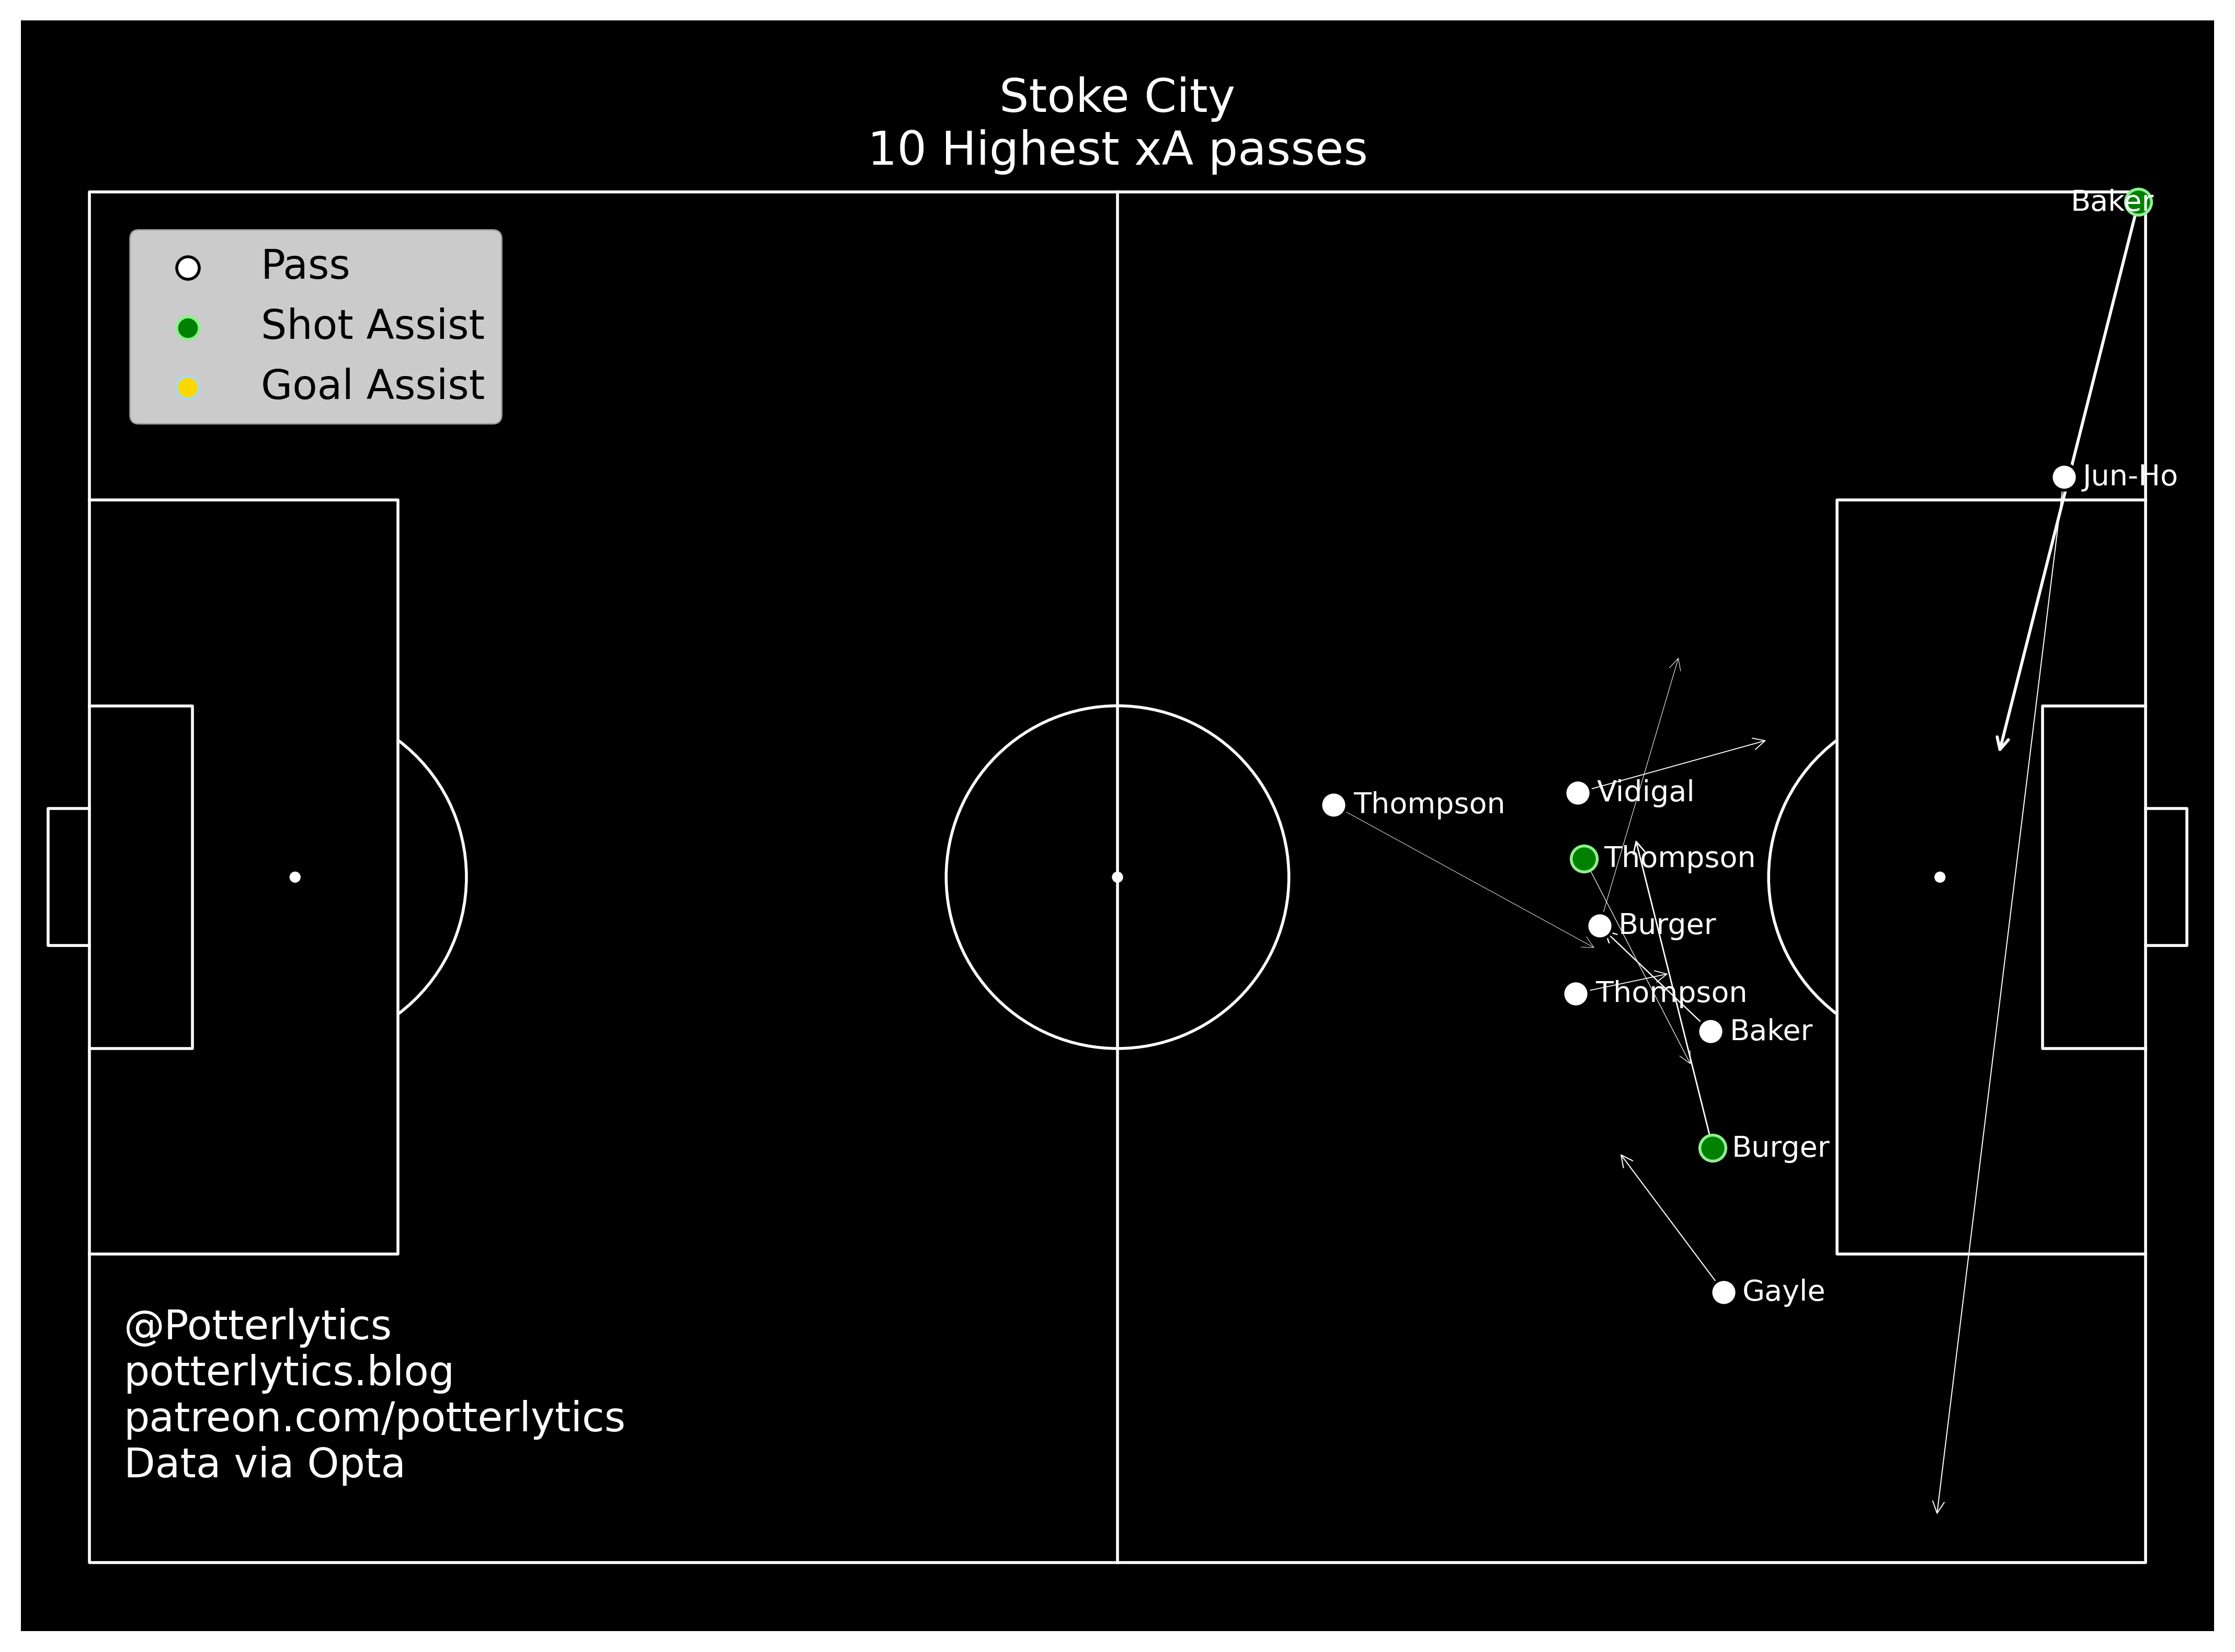 Stoke City
10 Highest xA passes
Baker
Pass
Shot Assist
Goal Assist
Jun-Ho
Vidigal
Thompson
Thompson
Burger
Thompson
Baker
Burger
Gayle
@Potterlytics
potterlytics.blog
patreon.com/potterlytics
Data via Opta